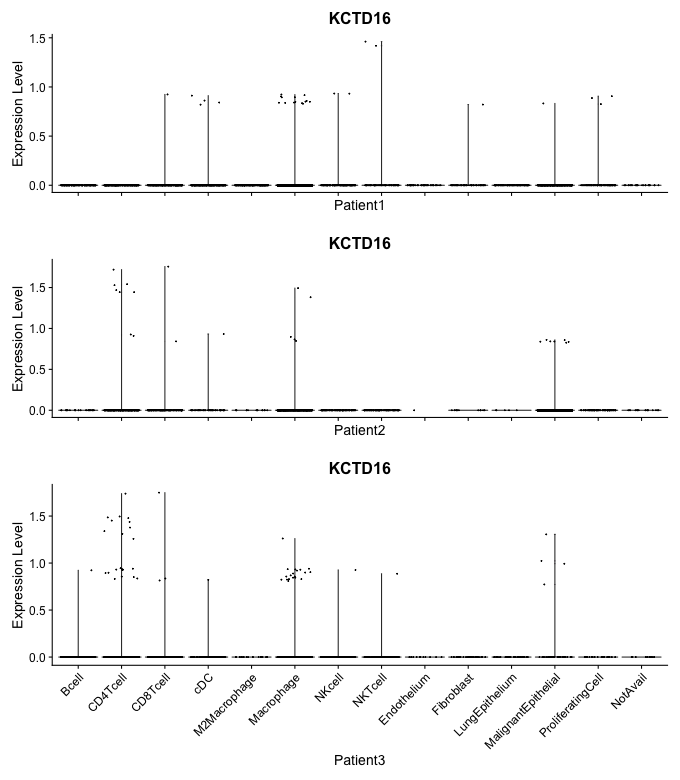 KCTD16
Expression Level
1.5
1.0
0.5
0.0
Patient1
KCTD16
Expression Level
1.5
1.0
0.5
0.0
Patient2
KCTD16
Expression Level
1.5
1.0
0.5
0.0
Bcell
CD4Tcell
CD8Tcell
cDC
M2Macrophage
Macrophage
NKcell
NKTcell
Endothelium
Fibroblast
LungEpithelium
MalignantEpithelial
ProliferatingCell
NotAvail
Patient3